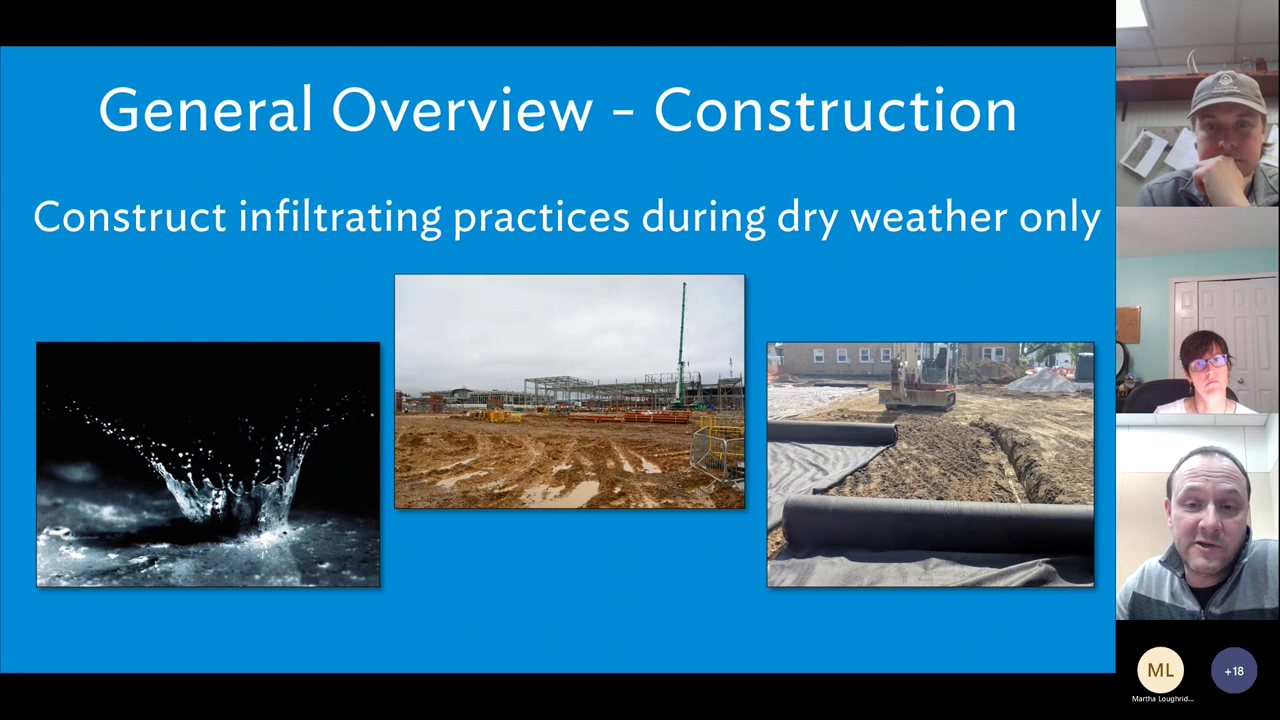 General Overview – Construction
Construct infiltrating practices during dry weather only
ML
+18
Martha Loughrid...